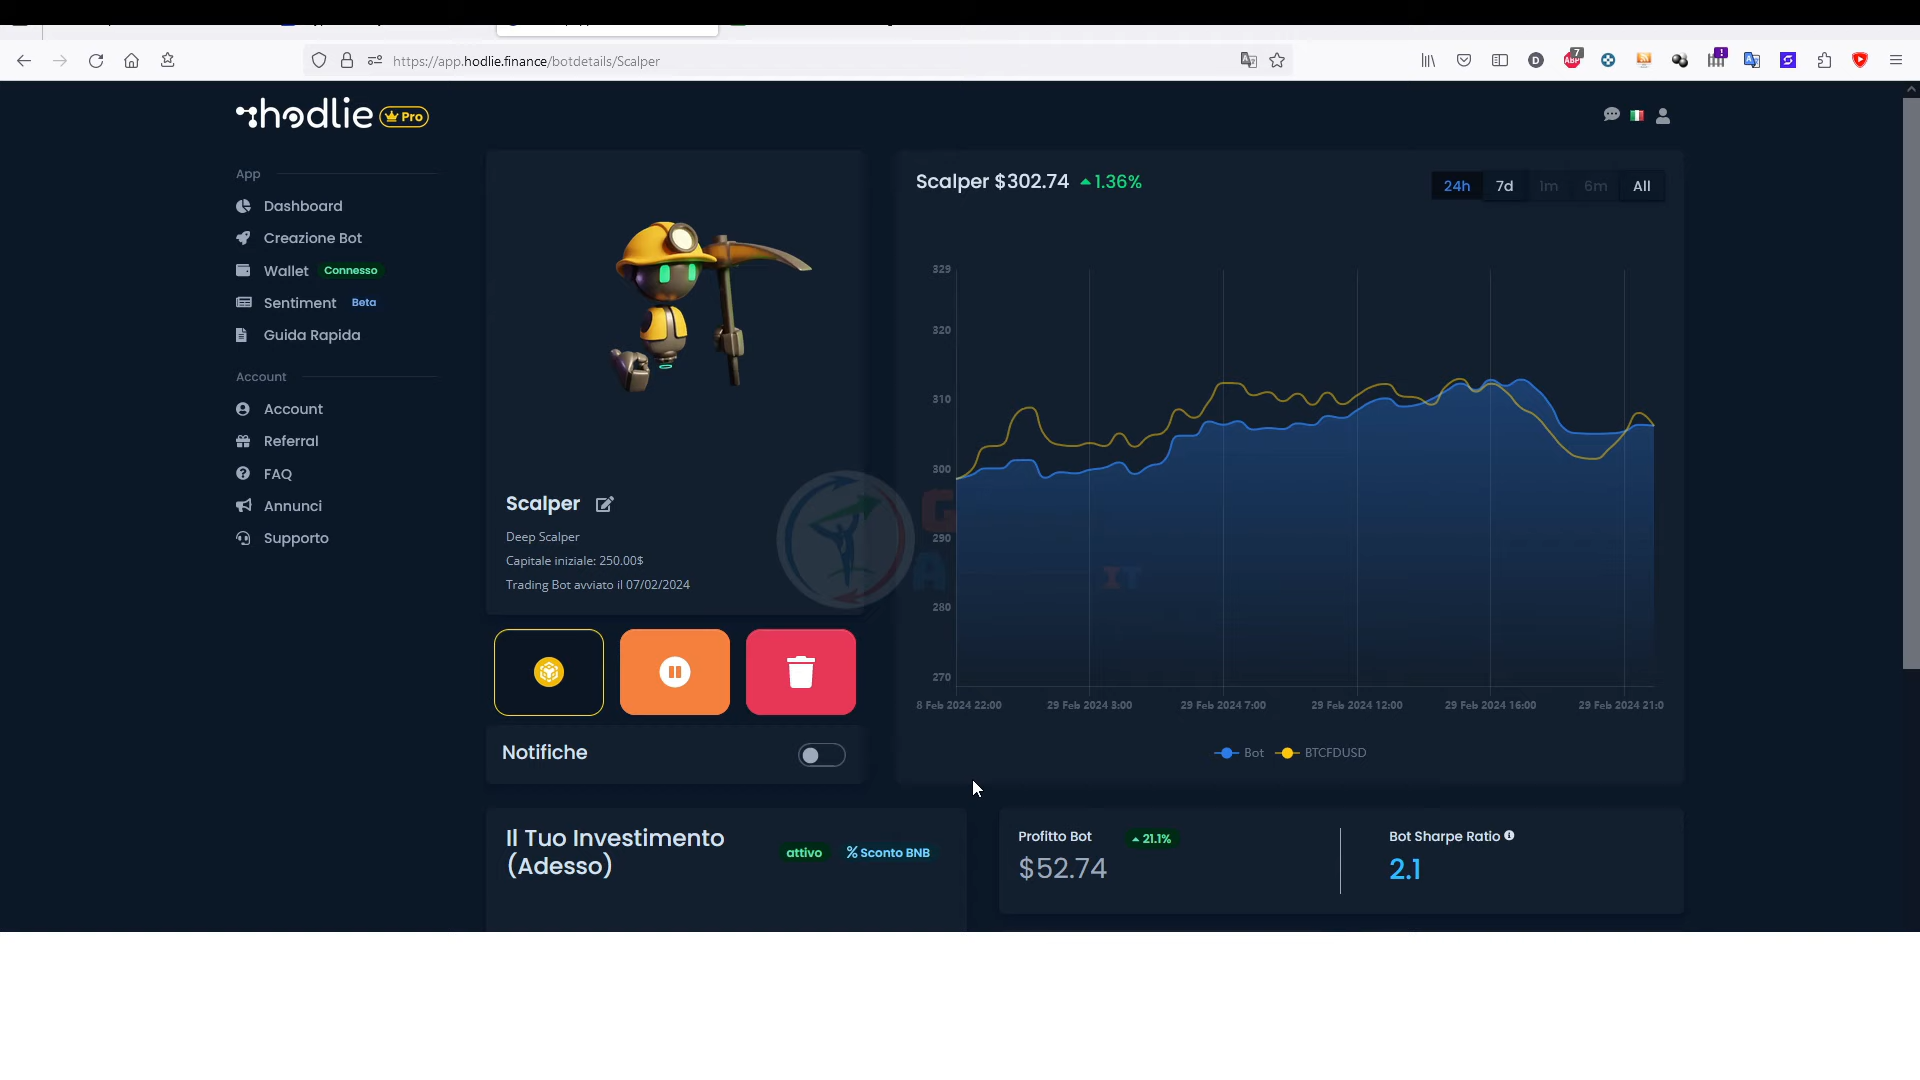 https://app.hodlie.finance/botdetails/Scalper
7
1
hodlie Pro
App
Dashboard
Creazione Bot
Wallet Connesso
Sentiment Beta
Guida Rapida
Account
Account
Referral
FAQ
Annunci
Supporto
Scalper
Deep Scalper
Capitale iniziale: 250.00$
Trading Bot avviato il 07/02/2024
Notifiche
Scalper $302.74 1.36%
24h 7d 1m 6m All
329
320
310
300
290
280
270
8 Feb 2024 22:00 29 Feb 2024 3:00 29 Feb 2024 7:00 29 Feb 2024 12:00 29 Feb 2024 16:00 29 Feb 2024 21:0
Bot BTCFDUSD
Il Tuo Investimento
(Adesso)
attivo % Sconto BNB
Profitto Bot 21.1%
$52.74
Bot Sharpe Ratio
2.1